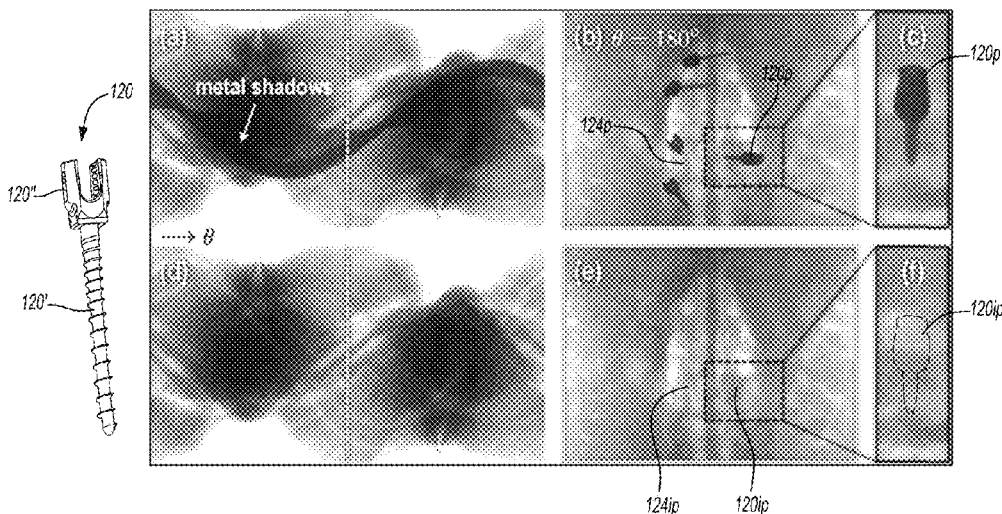 120
120"
120'
(a)
metal shadows
θ
(b) θ = 180°
120p
124p
(c)
120p
(d)
(e)
124ip
120ip
(f)
120ip